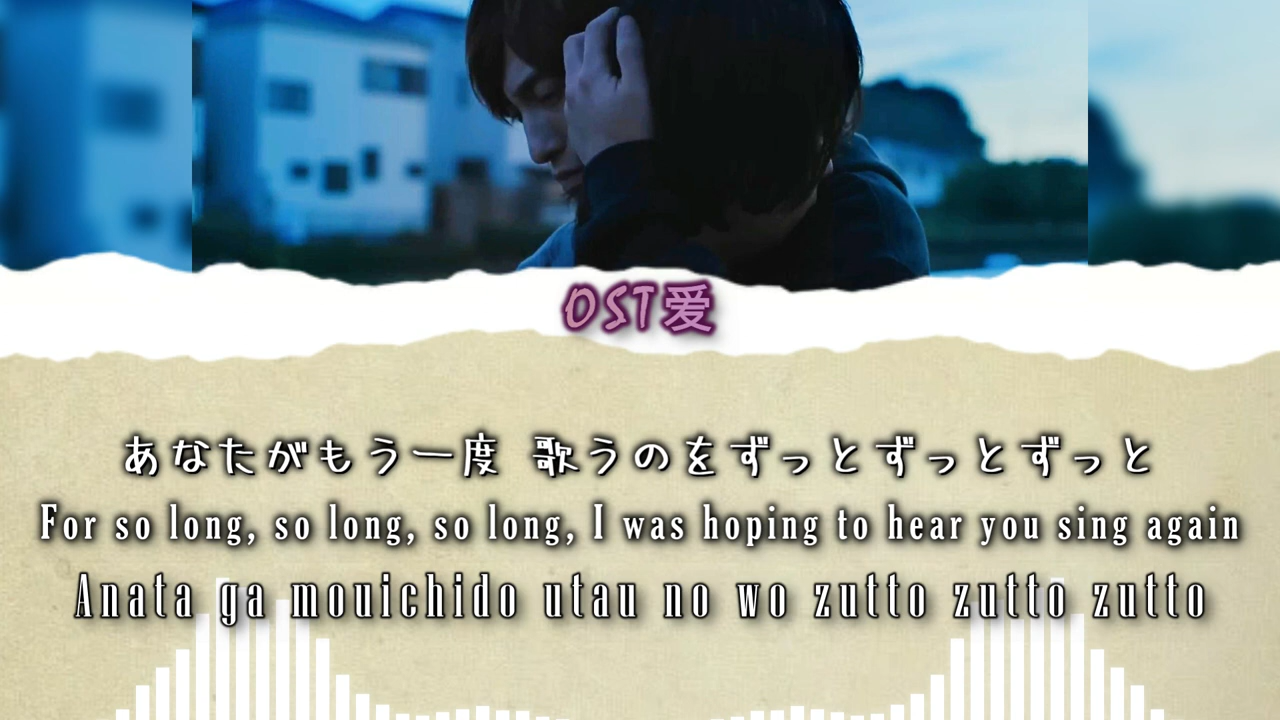 OST爱
あなたがもう一度 歌うのをずっとずっとずっと
For so long, so long, so long, I was hoping to hear you sing again
Anata ga mouichido utau no wo zutto zutto zutto